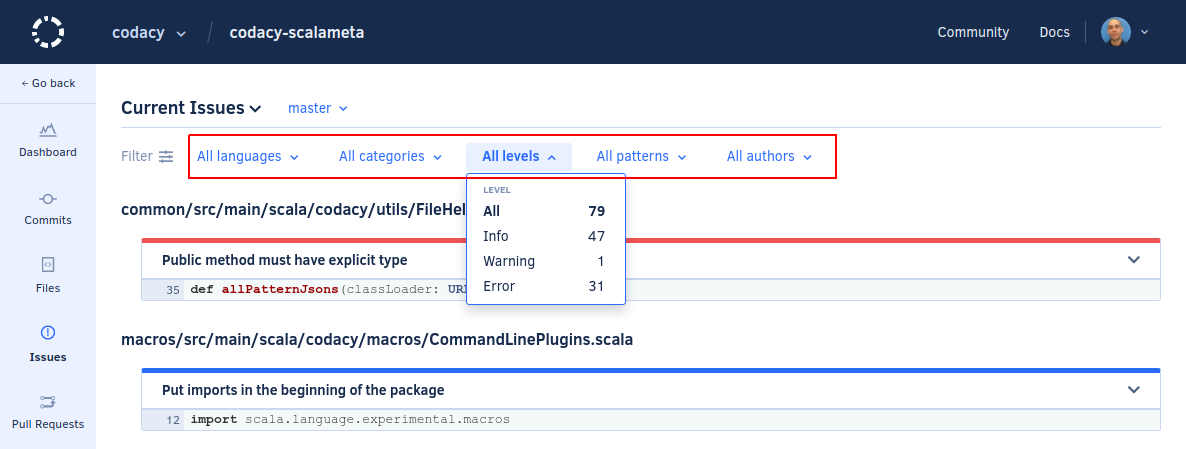 codacy / codacy-scalameta Community Docs
← Go back
Dashboard
Commits
Files
Issues
Pull Requests
Current Issues master
Filter All languages All categories All levels All patterns All authors
LEVEL
All 79
Info 47
Warning 1
Error 31
common/src/main/scala/codacy/utils/FileHel
Public method must have explicit type
35 def allPatternJsons(classLoader: UR
macros/src/main/scala/codacy/macros/CommandLinePlugins.scala
Put imports in the beginning of the package
12 import scala.language.experimental.macros